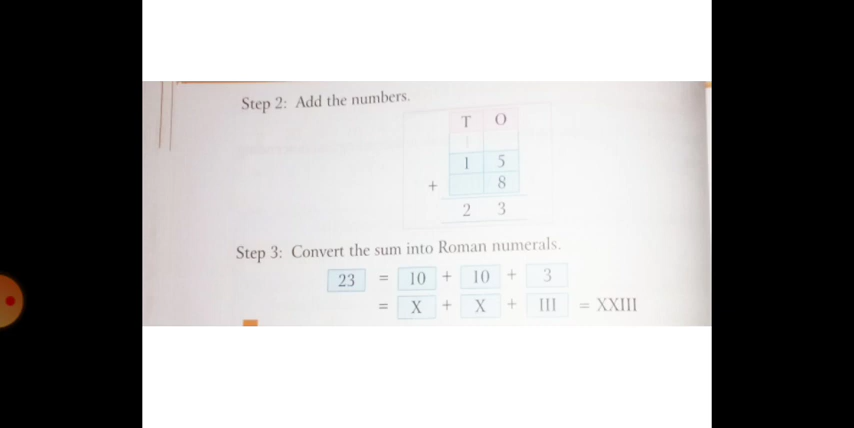 Step 2: Add the numbers.
T O
1
1 5
+ 8
2 3
Step 3: Convert the sum into Roman numerals.
23 = 10 + 10 + 3
= X + X + III = XXIII